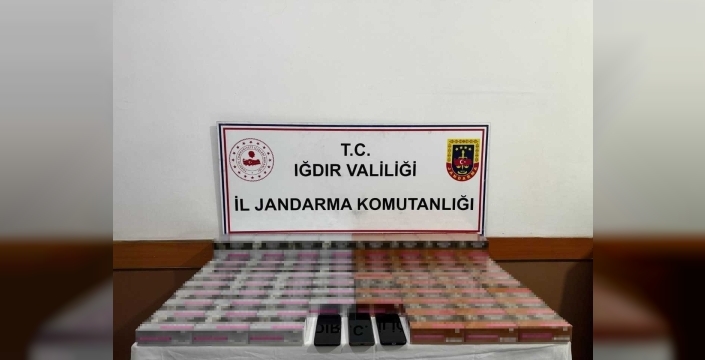 T.C.
IĞDIR VALİLİĞİ
İL JANDARMA KOMUTANLIĞI